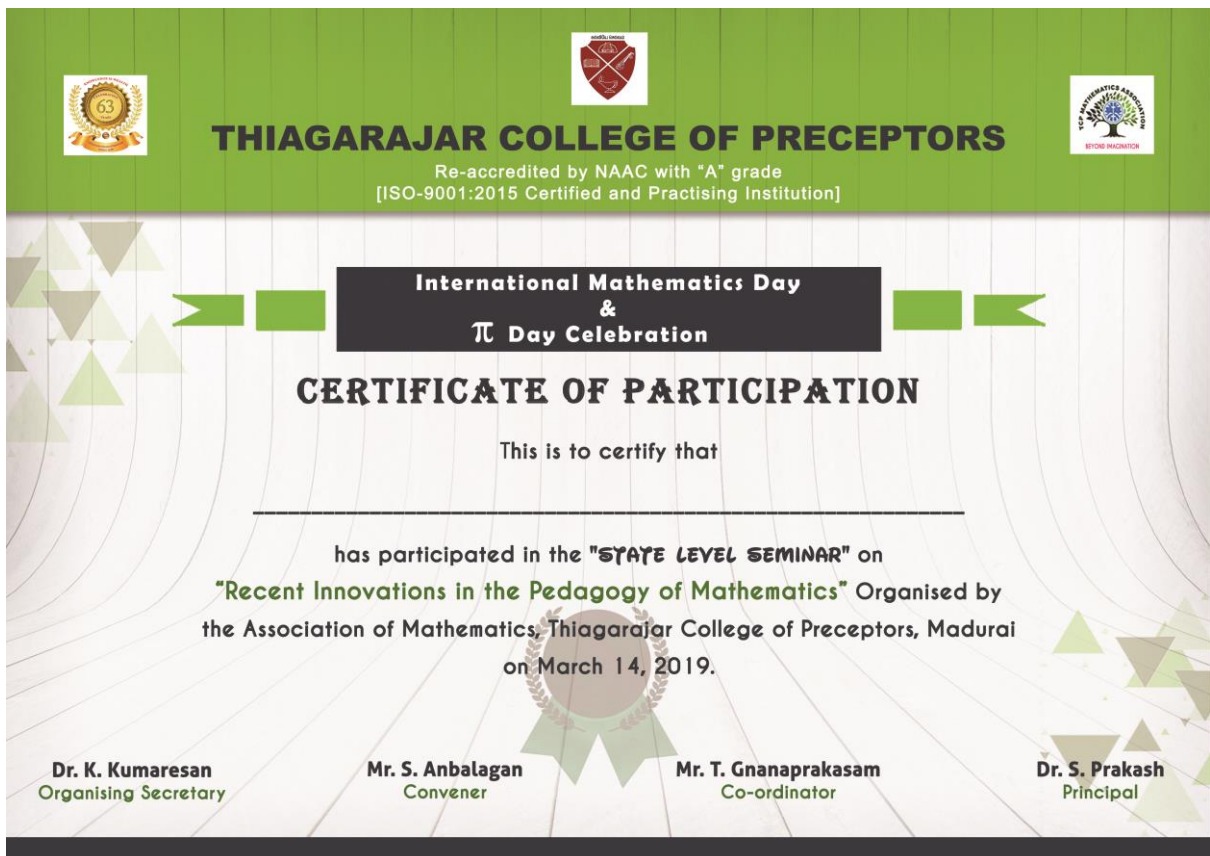 63
TCP MATHEMATICS ASSOCIATION
BEYOND IMAGINATION
THIAGARAJAR COLLEGE OF PRECEPTORS
Re-accredited by NAAC with “A” grade
[ISO-9001:2015 Certified and Practising Institution]
International Mathematics Day
&
π Day Celebration
CERTIFICATE OF PARTICIPATION
This is to certify that
has participated in the "STATE LEVEL SEMINAR" on
“Recent Innovations in the Pedagogy of Mathematics” Organised by
the Association of Mathematics, Thiagarajar College of Preceptors, Madurai
on March 14, 2019.
Dr. K. Kumaresan
Organising Secretary
Mr. S. Anbalagan
Convener
Mr. T. Gnanaprakasam
Co-ordinator
Dr. S. Prakash
Principal